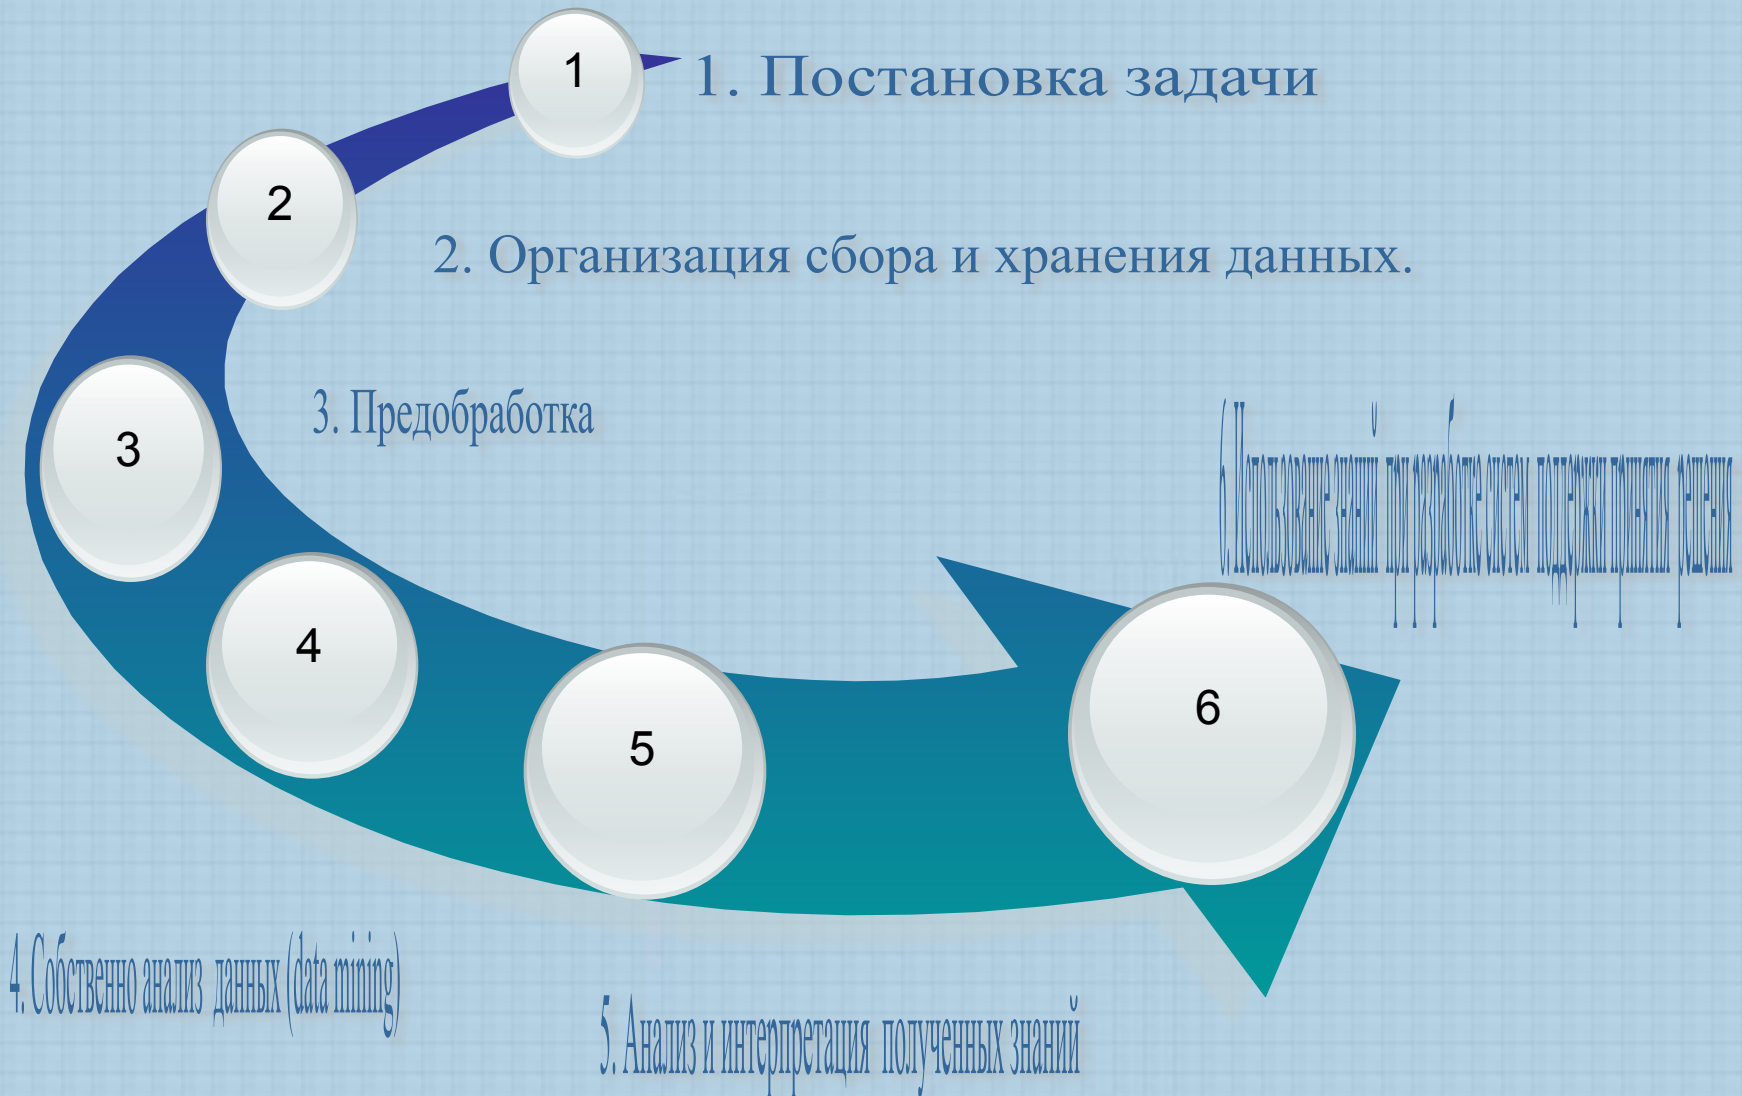 1
1. Постановка задачи
2
2. Организация сбора и хранения данных.
3
3. Предобработка
4
4. Собственно анализ данных (data mining)
5
5. Анализ и интерпретация полученных знаний
6
6. Использование знаний при разработке систем поддержки принятия решения